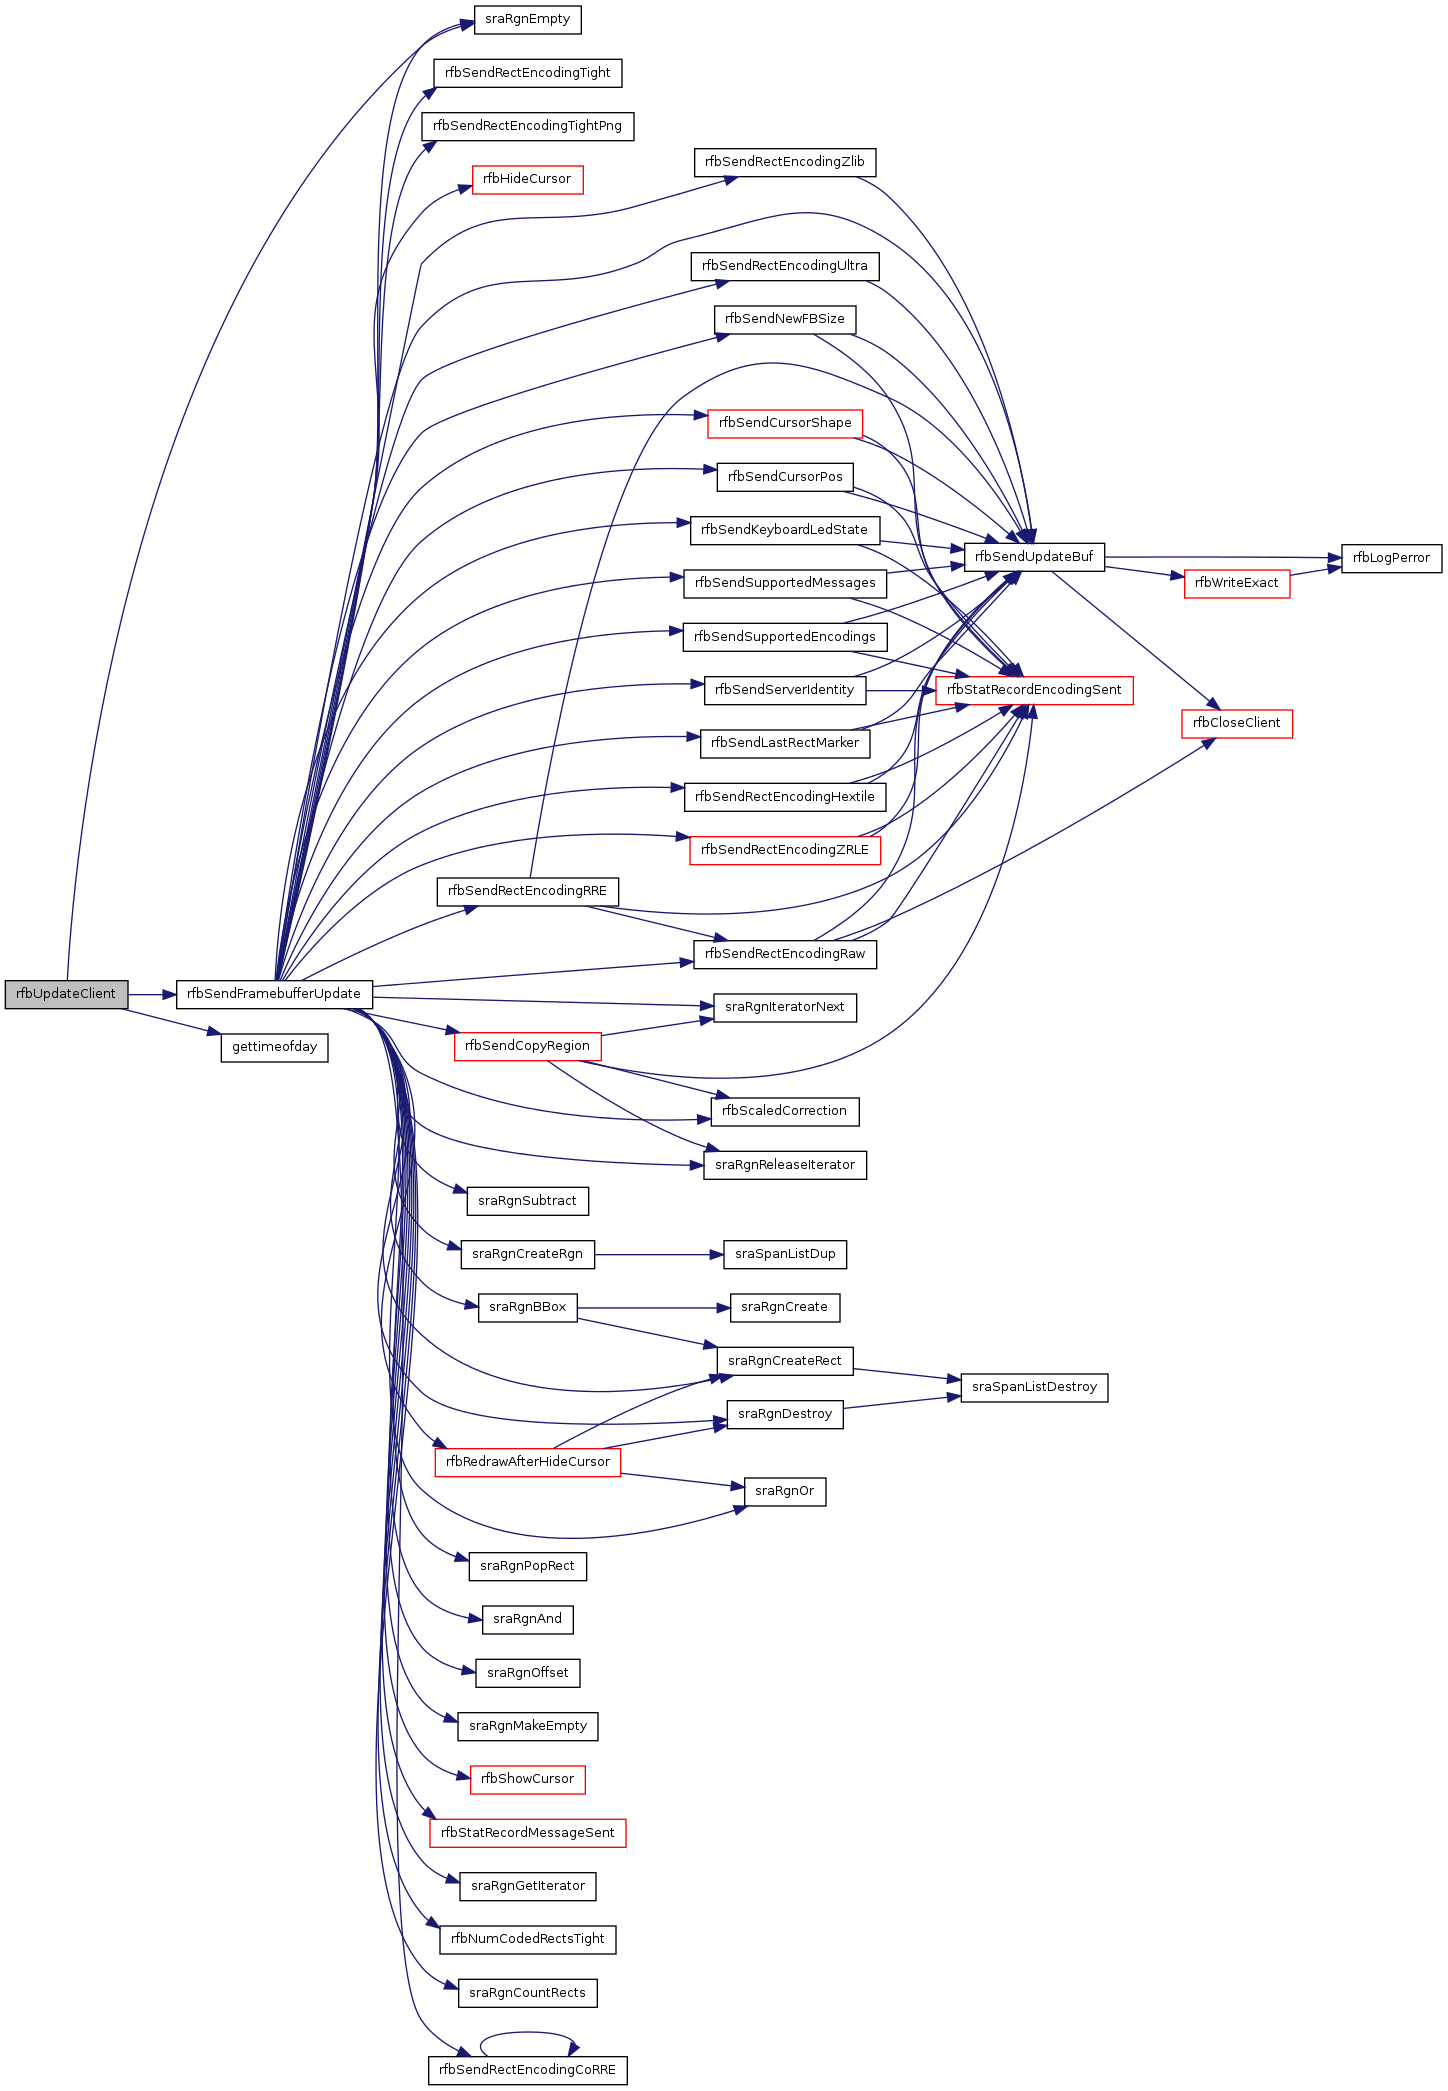 sraRgnEmpty
rfbSendRectEncodingTight
rfbSendRectEncodingTightPng
rfbSendRectEncodingZlib
rfbHideCursor
rfbSendRectEncodingUltra
rfbSendNewFBSize
rfbSendCursorShape
rfbSendCursorPos
rfbSendKeyboardLedState
rfbSendUpdateBuf
rfbLogPerror
rfbSendSupportedMessages
rfbWriteExact
rfbSendSupportedEncodings
rfbSendServerIdentity
rfbStatRecordEncodingSent
rfbCloseClient
rfbSendLastRectMarker
rfbSendRectEncodingHextile
rfbSendRectEncodingZRLE
rfbSendRectEncodingRRE
rfbSendRectEncodingRaw
rfbUpdateClient
rfbSendFramebufferUpdate
sraRgnIteratorNext
gettimeofday
rfbSendCopyRegion
rfbScaledCorrection
sraRgnReleaseIterator
sraRgnSubtract
sraRgnCreateRgn
sraSpanListDup
sraRgnBBox
sraRgnCreate
sraRgnCreateRect
sraSpanListDestroy
sraRgnDestroy
rfbRedrawAfterHideCursor
sraRgnOr
sraRgnPopRect
sraRgnAnd
sraRgnOffset
sraRgnMakeEmpty
rfbShowCursor
rfbStatRecordMessageSent
sraRgnGetIterator
rfbNumCodedRectsTight
sraRgnCountRects
rfbSendRectEncodingCoRRE